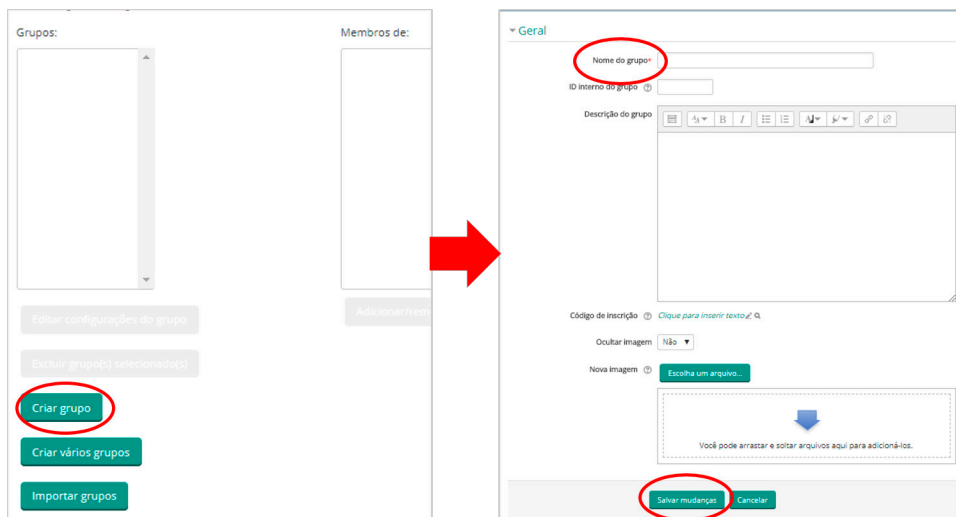 Grupos:
Membros de:
Editar configurações do grupo
Adicionar/rem
Excluir grupo(s) selecionado(s)
Criar grupo
Criar vários grupos
Importar grupos
Geral
Nome do grupo*
ID interno do grupo
Descrição do grupo
Código de inscrição Clique para inserir texto
Ocultar imagem Não
Nova imagem Escolha um arquivo...
Você pode arrastar e soltar arquivos aqui para adicioná-los.
Salvar mudanças Cancelar